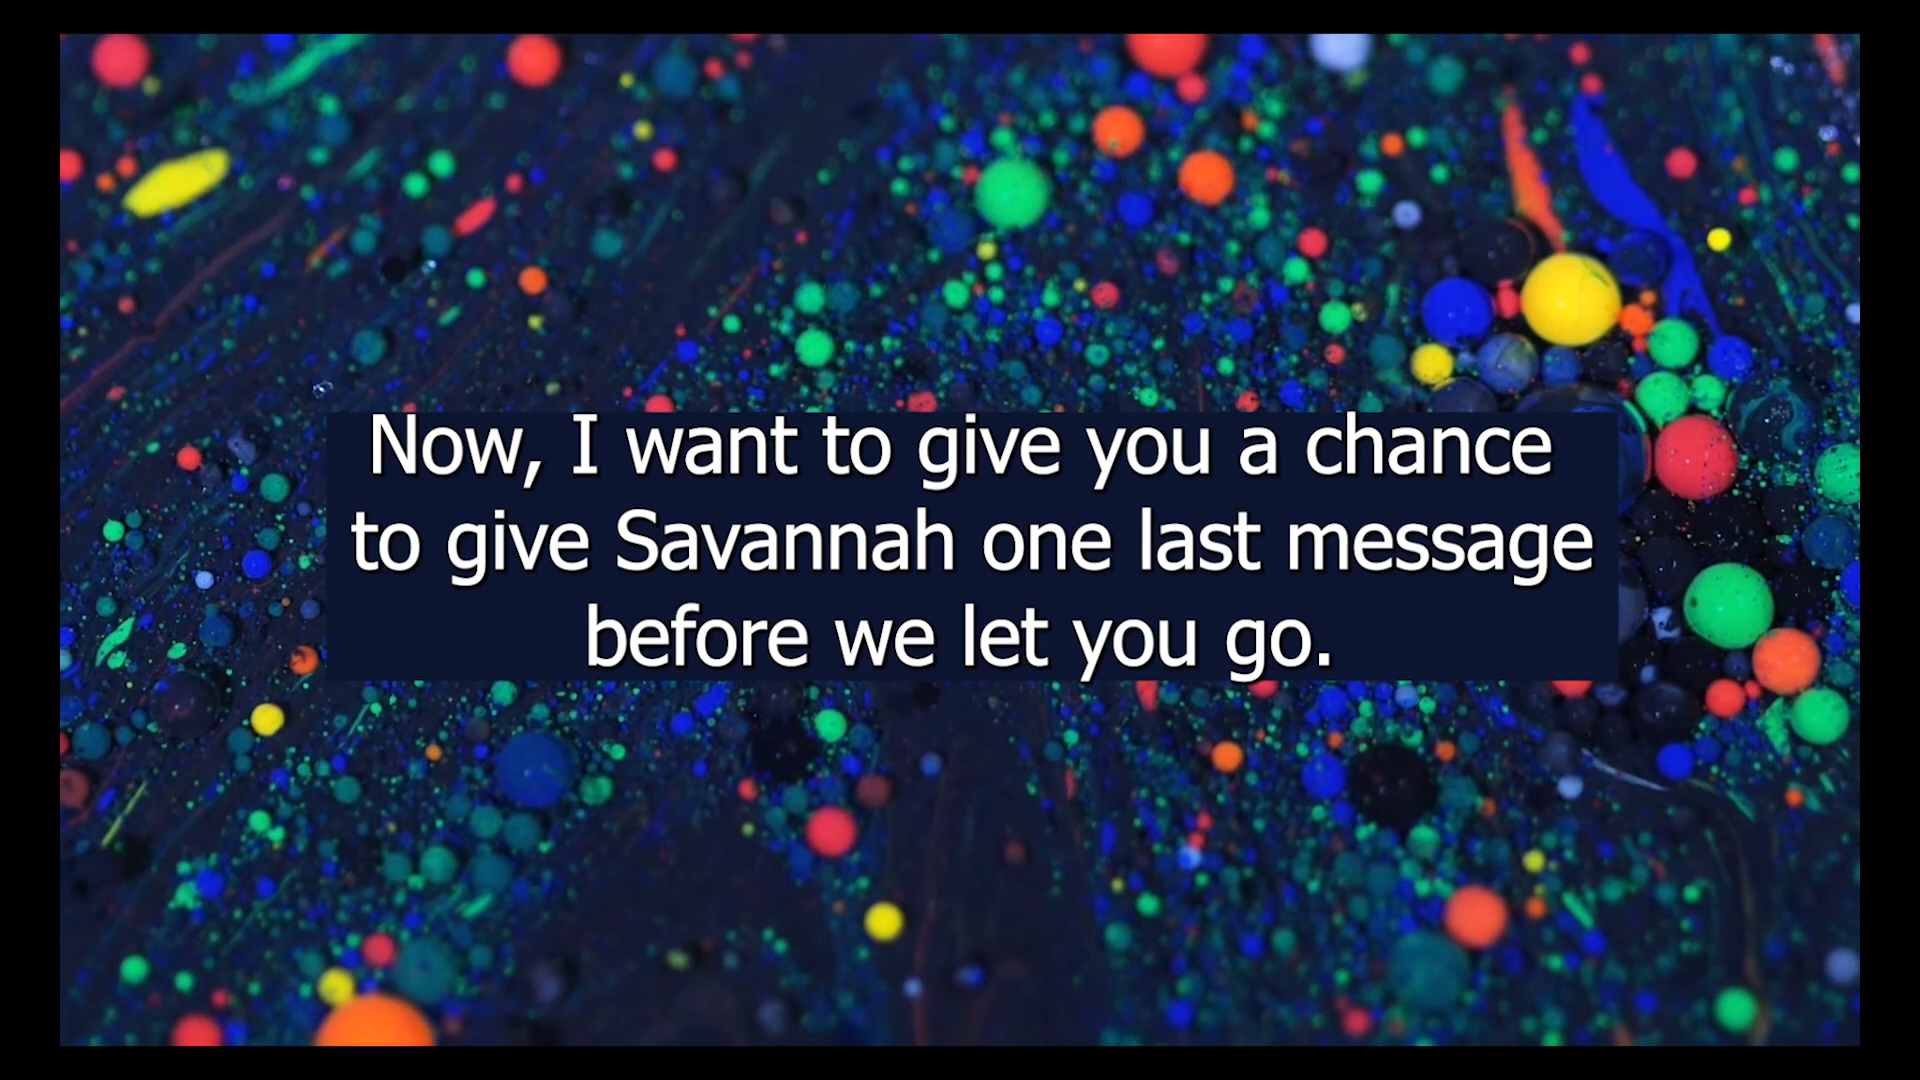 Now, I want to give you a chance
to give Savannah one last message
before we let you go.